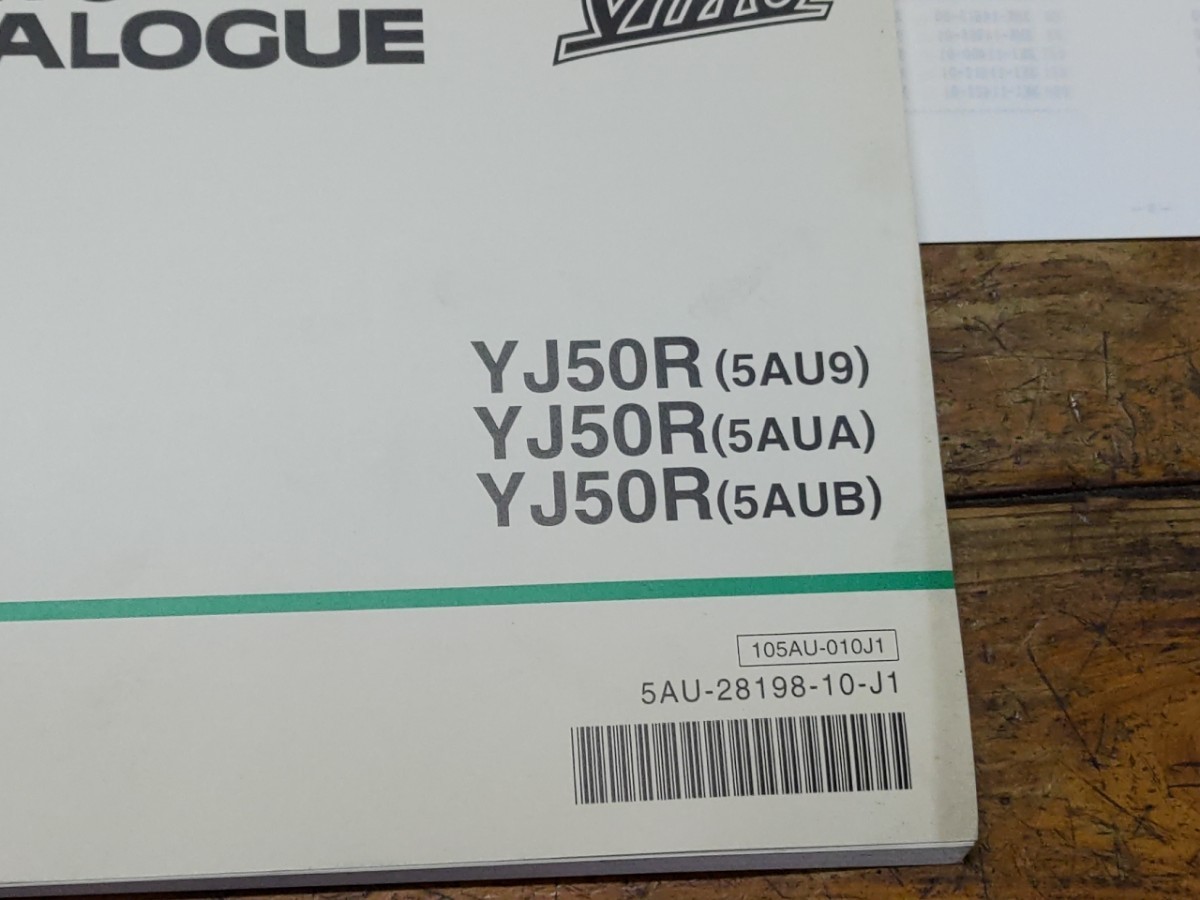 ALOGUE
YJ50R (5AU9)
YJ50R (5AUA)
YJ50R (5AUB)
105AU-010J1
5AU-28198-10-J1